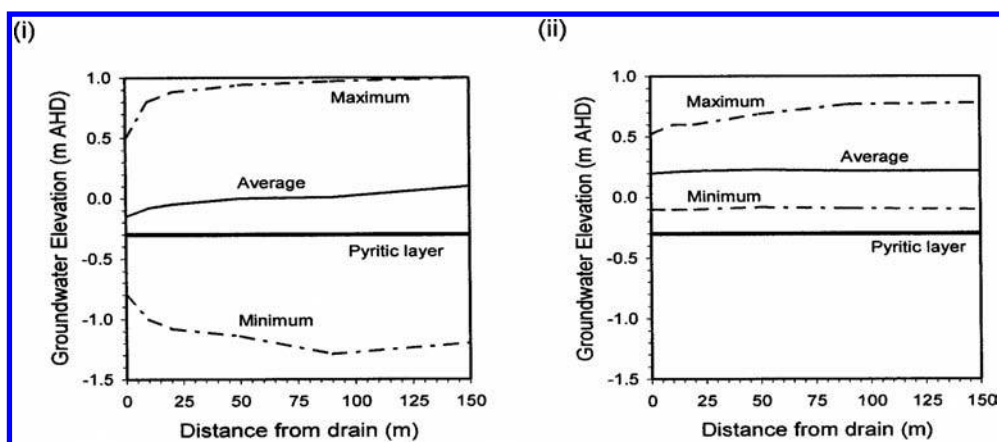 (i)
Groundwater Elevation (m AHD)
1.0
0.5
0.0
-0.5
-1.0
-1.5
Maximum
Average
Pyritic layer
Minimum
0 25 50 75 100 125 150
Distance from drain (m)
(ii)
Groundwater Elevation (m AHD)
1.0
0.5
0.0
-0.5
-1.0
-1.5
Maximum
Average
Minimum
Pyritic layer
0 25 50 75 100 125 150
Distance from drain (m)